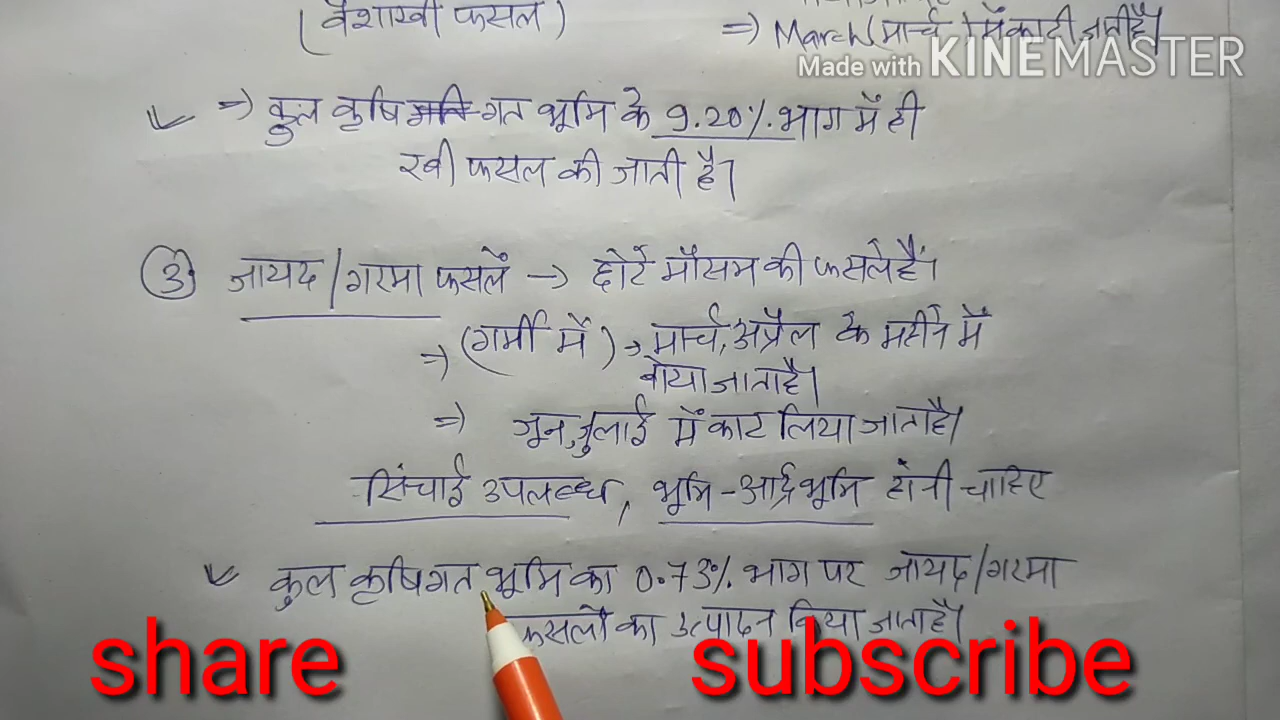 (वैशाखी फसल) => March (मार्च) में काटी जाती है।
Made with KINEMASTER
=> कुल कृषि गत भूमि के 9.20% भाग में ही
रबी फसल की जाती है।
③ जायद/गरमा फसलें → छोटे मौसम की फसलें हैं।
=> (गर्मी में) → मार्च, अप्रैल के महीने में
बोया जाता है।
=> जून, जुलाई में काट लिया जाता है।
सिंचाई उपलब्ध, भूमि - आर्द्र भूमि होनी चाहिए
कुल कृषिगत भूमि का 0.73% भाग पर जायद/गरमा
फसलों का उत्पादन किया जाता है।
share subscribe